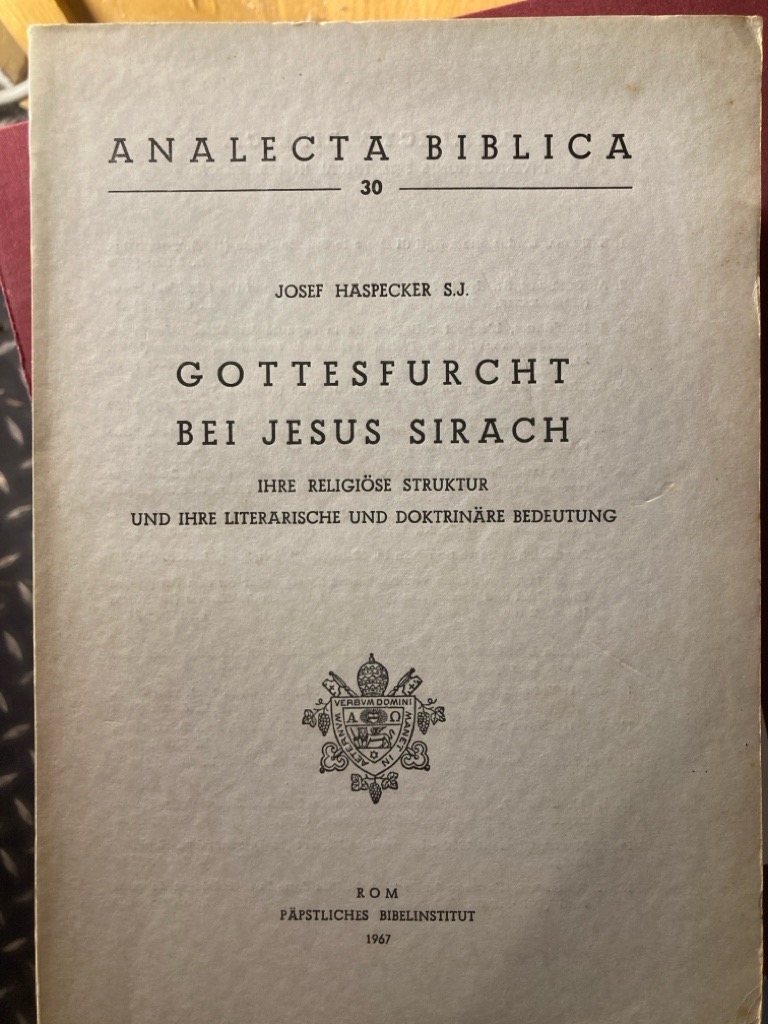 ANALECTA BIBLICA
30
JOSEF HASPECKER S.J.
GOTTESFURCHT
BEI JESUS SIRACH
IHRE RELIGIÖSE STRUKTUR
UND IHRE LITERARISCHE UND DOKTRINÄRE BEDEUTUNG
VERBVM DOMINI
MANET IN
AETERNVM
A Ω
ROM
PÄPSTLICHES BIBELINSTITUT
1967